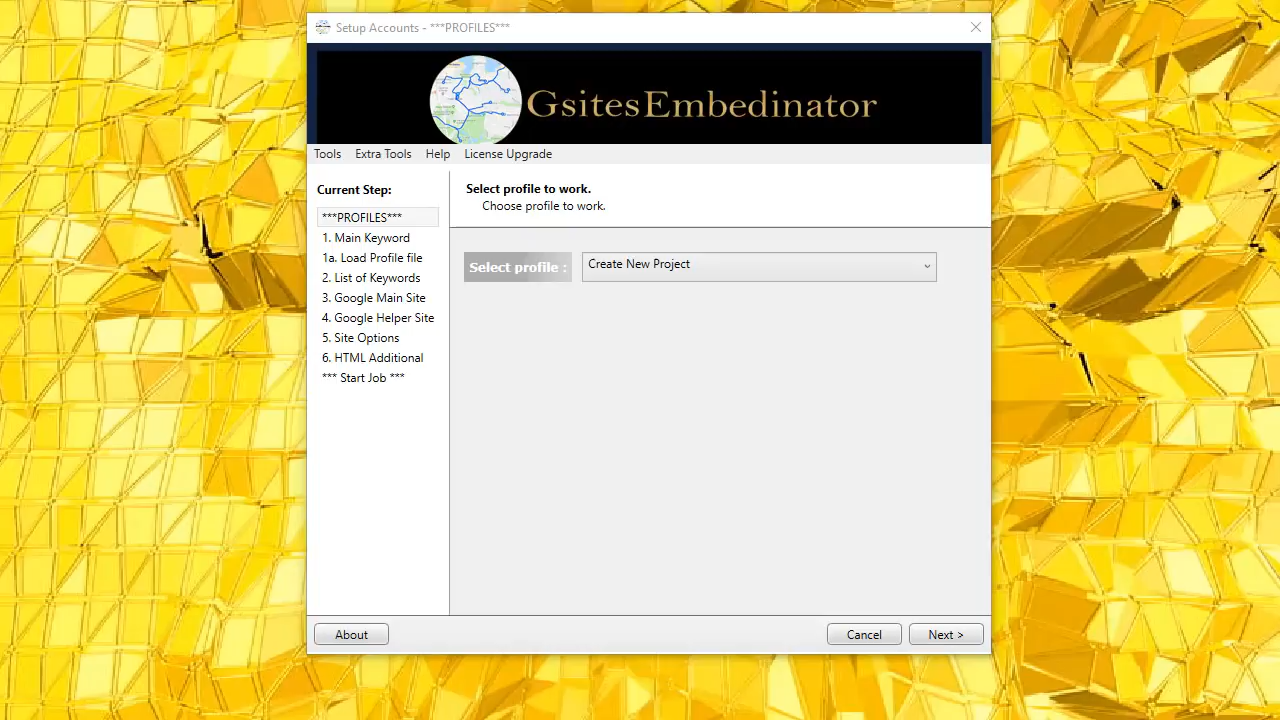 Setup Accounts - ***PROFILES***
GsitesEmbedinator
Tools Extra Tools Help License Upgrade
Current Step:
***PROFILES***
1. Main Keyword
1a. Load Profile file
2. List of Keywords
3. Google Main Site
4. Google Helper Site
5. Site Options
6. HTML Additional
*** Start Job ***
Select profile to work.
Choose profile to work.
Select profile : Create New Project
About Cancel Next >